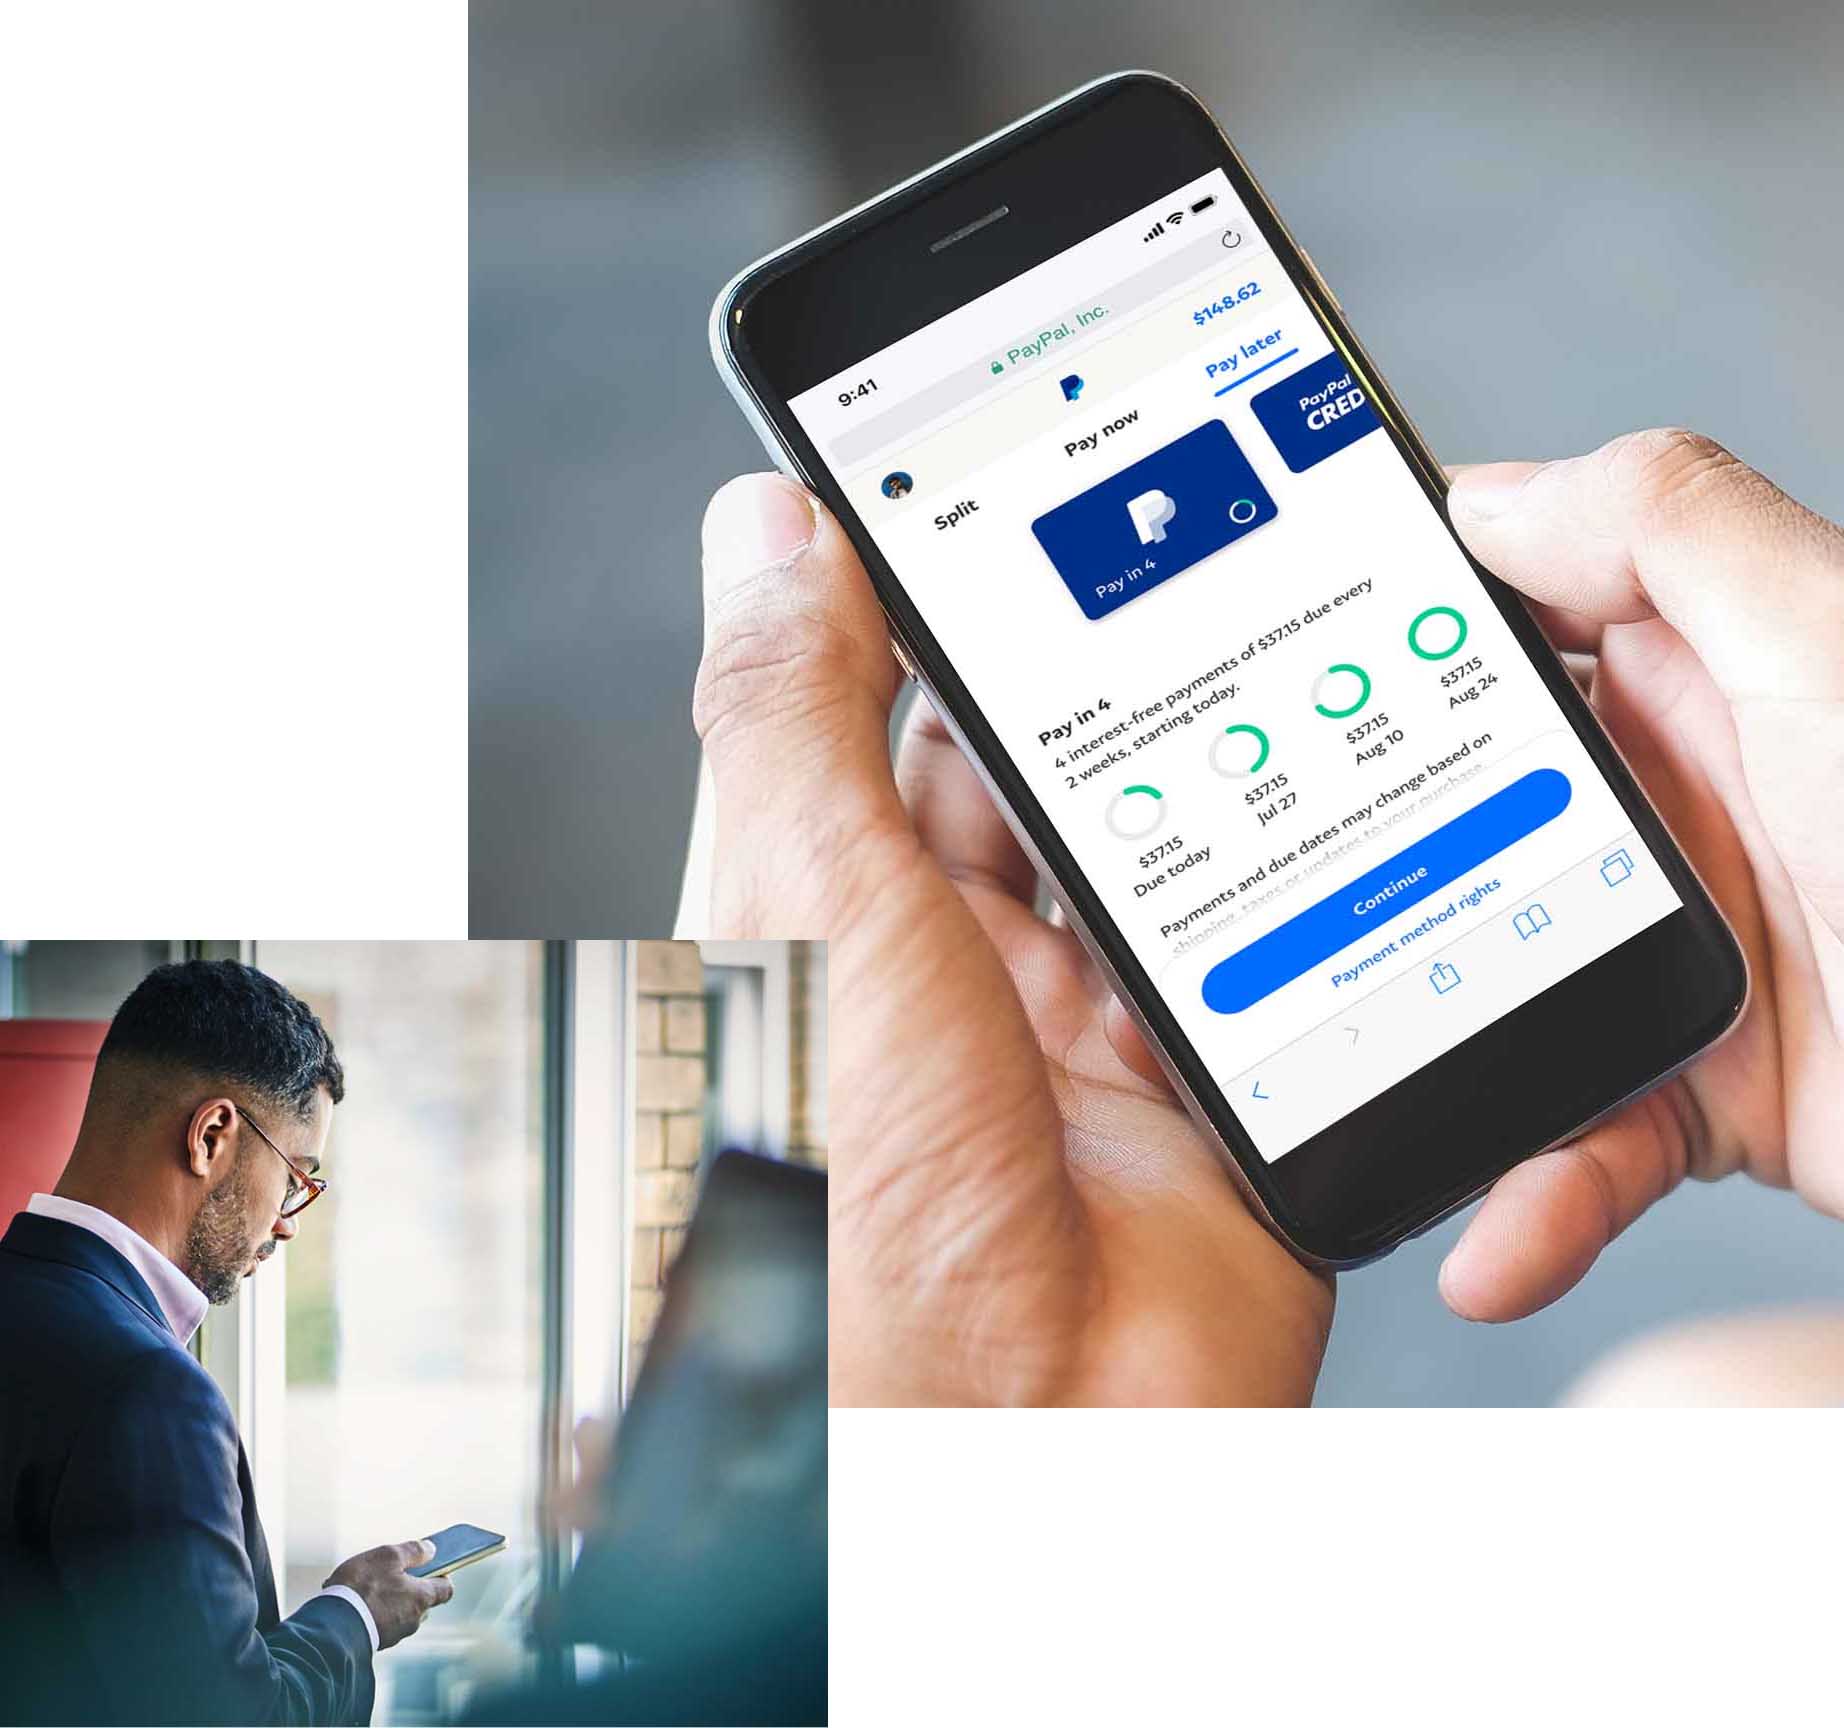 9:41
PayPal, Inc.
$148.62
Split
Pay now
Pay later
Pay in 4
PayPal
CRED
Pay in 4
4 interest-free payments of $37.15 due every
2 weeks, starting today.
$37.15
Due today
$37.15
Jul 27
$37.15
Aug 10
$37.15
Aug 24
Payments and due dates may change based on
shipping, taxes or updates to your purchase.
Continue
Payment method rights